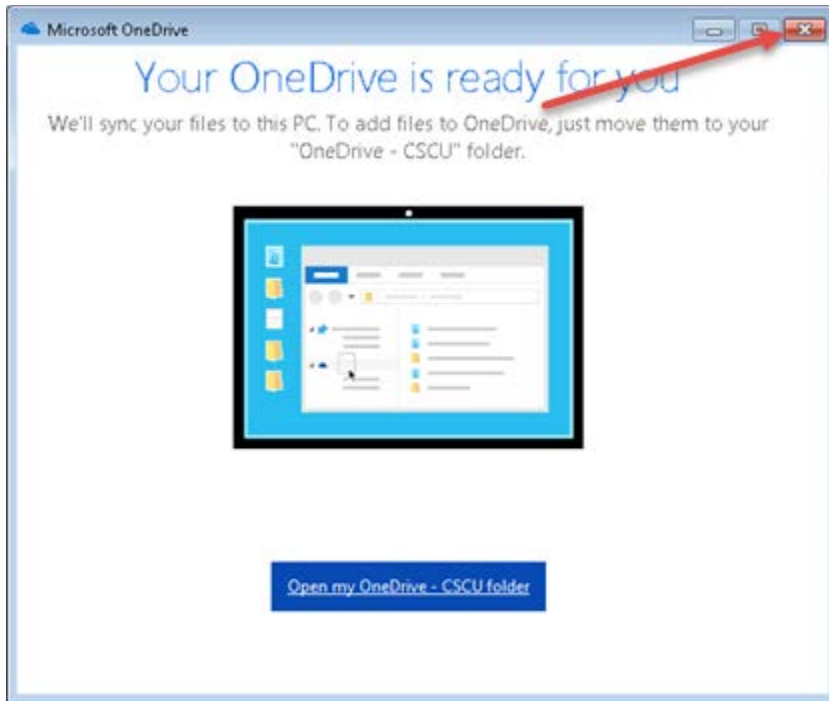 Microsoft OneDrive
Your OneDrive is ready for you
We'll sync your files to this PC. To add files to OneDrive, just move them to your
"OneDrive - CSCU" folder.
Open my OneDrive - CSCU folder